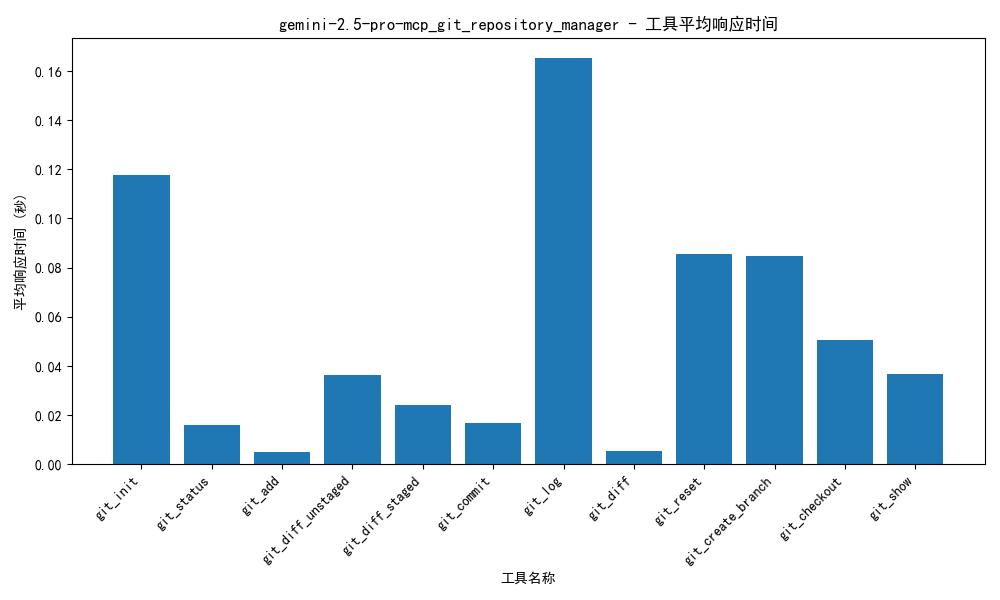 gemini-2.5-pro-mcp_git_repository_manager - 工具平均响应时间
平均响应时间 (秒)
0.16
0.14
0.12
0.10
0.08
0.06
0.04
0.02
0.00
git_init
git_status
git_add
git_diff_unstaged
git_diff_staged
git_commit
git_log
git_diff
git_reset
git_create_branch
git_checkout
git_show
工具名称